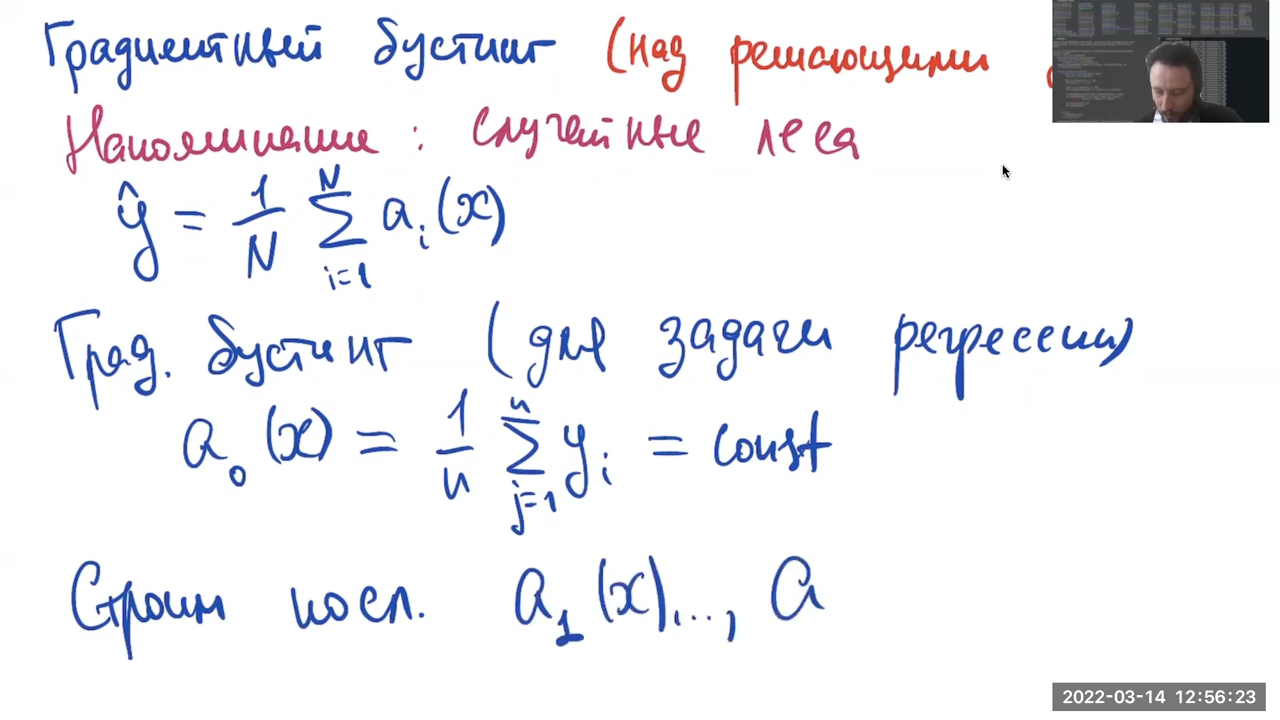 Градиентный бустинг (над решающими
Напоминание: случайные леса
ŷ = 1/N ∑_{i=1}^{N} a_i(x)
Град. бустинг (для задачи регрессии)
a_0(x) = 1/n ∑_{j=1}^{n} y_i = const
Строим посл. a_1(x),..., a
2022-03-14 12:56:23